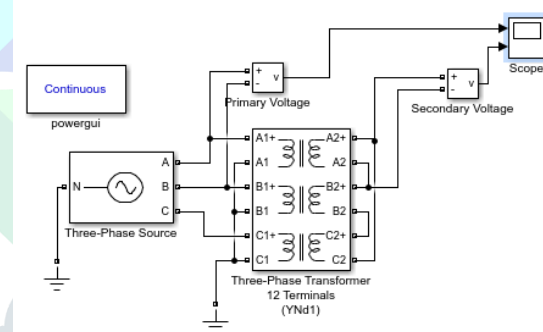 Continuous
powergui
N
A
B
C
Three-Phase Source
+
-
v
Primary Voltage
A1+
A1
B1+
B1
C1+
C1
A2+
A2
B2+
B2
C2+
C2
Three-Phase Transformer
12 Terminals
(YNd1)
+
-
v
Secondary Voltage
Scope